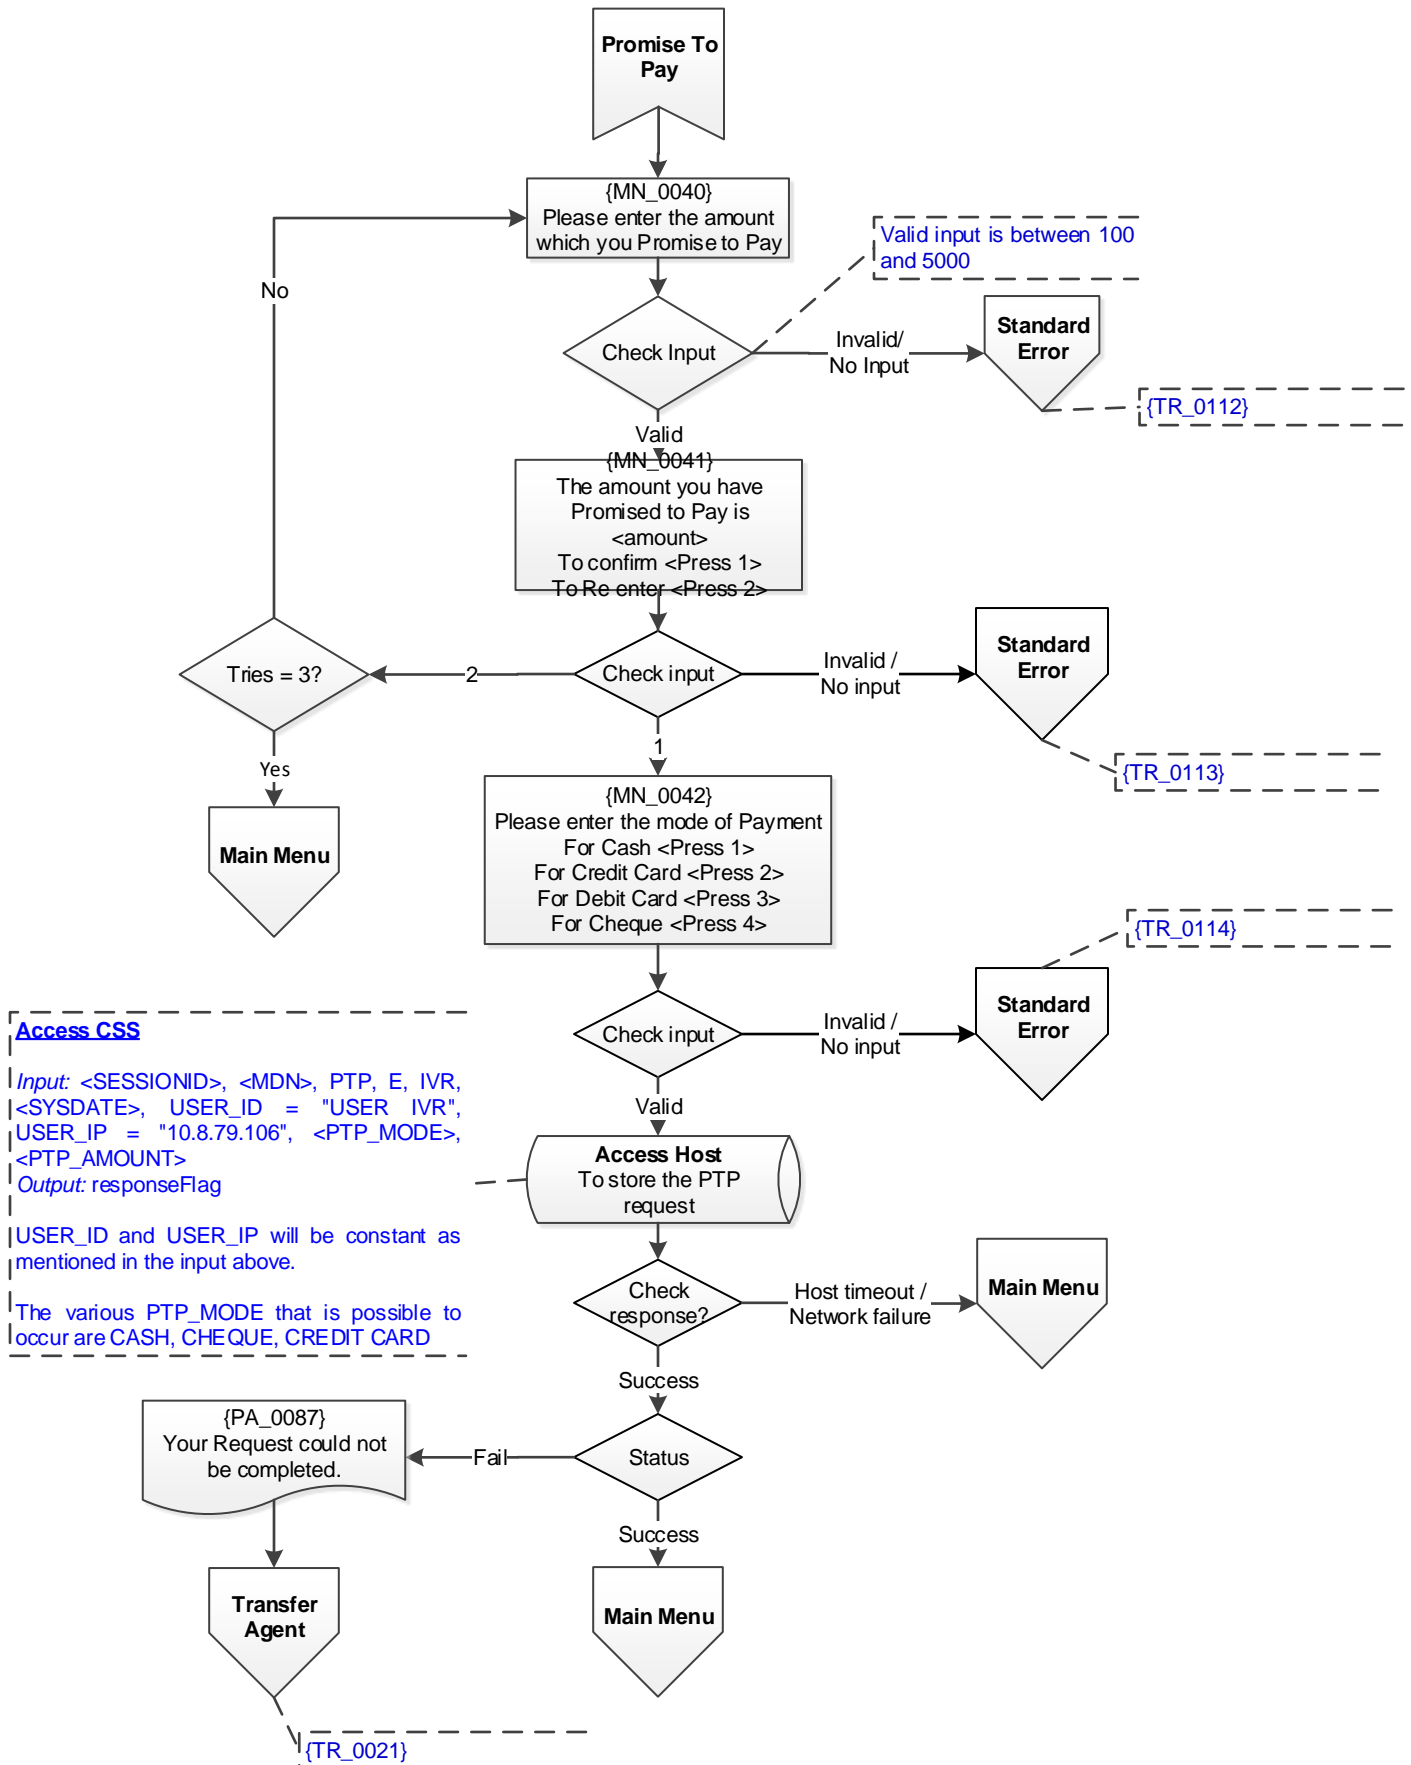 Promise To
Pay
{MN_0040}
Please enter the amount
which you Promise to Pay
Valid input is between 100
and 5000
No
Check Input
Invalid/
No Input
Standard
Error
{TR_0112}
Valid
{MN_0041}
The amount you have
Promised to Pay is
<amount>
To confirm <Press 1>
To Re enter <Press 2>
Tries = 3?
2
Check input
Invalid /
No input
Standard
Error
{TR_0113}
Yes
1
Main Menu
{MN_0042}
Please enter the mode of Payment
For Cash <Press 1>
For Credit Card <Press 2>
For Debit Card <Press 3>
For Cheque <Press 4>
{TR_0114}
Check input
Invalid /
No input
Standard
Error
Access CSS
Input: <SESSIONID>, <MDN>, PTP, E, IVR,
<SYSDATE>, USER_ID = "USER IVR",
USER_IP = "10.8.79.106", <PTP_MODE>,
<PTP_AMOUNT>
Output: responseFlag
USER_ID and USER_IP will be constant as
mentioned in the input above.
The various PTP_MODE that is possible to
occur are CASH, CHEQUE, CREDIT CARD
Valid
Access Host
To store the PTP
request
Check
response?
Host timeout /
Network failure
Main Menu
Success
{PA_0087}
Your Request could not
be completed.
Fail
Status
Success
Transfer
Agent
Main Menu
{TR_0021}